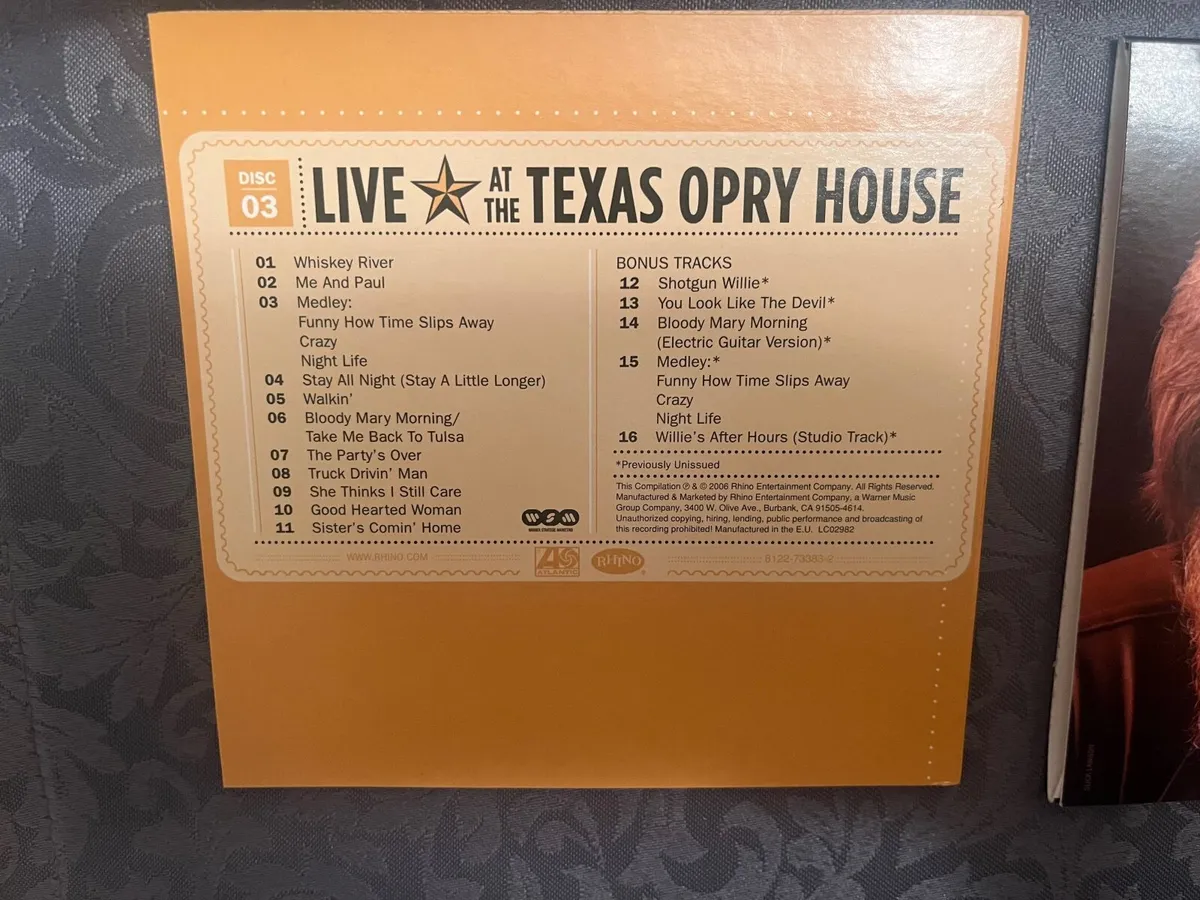 DISC
03
LIVE AT THE TEXAS OPRY HOUSE
01 Whiskey River
02 Me And Paul
03 Medley:
Funny How Time Slips Away
Crazy
Night Life
04 Stay All Night (Stay A Little Longer)
05 Walkin'
06 Bloody Mary Morning/
Take Me Back To Tulsa
07 The Party's Over
08 Truck Drivin' Man
09 She Thinks I Still Care
10 Good Hearted Woman
11 Sister's Comin' Home
BONUS TRACKS
12 Shotgun Willie*
13 You Look Like The Devil*
14 Bloody Mary Morning
(Electric Guitar Version)*
15 Medley:*
Funny How Time Slips Away
Crazy
Night Life
16 Willie's After Hours (Studio Track)*
*Previously Unissued
This Compilation ℗ & © 2006 Rhino Entertainment Company. All Rights Reserved.
Manufactured & Marketed by Rhino Entertainment Company, a Warner Music
Group Company, 3400 W. Olive Ave., Burbank, CA 91505-4614.
Unauthorized copying, hiring, lending, public performance and broadcasting of
this recording prohibited! Manufactured in the E.U. LC02982
WSM
WWW.RHINO.COM
ATLANTIC
RHINO
8122-73383-2